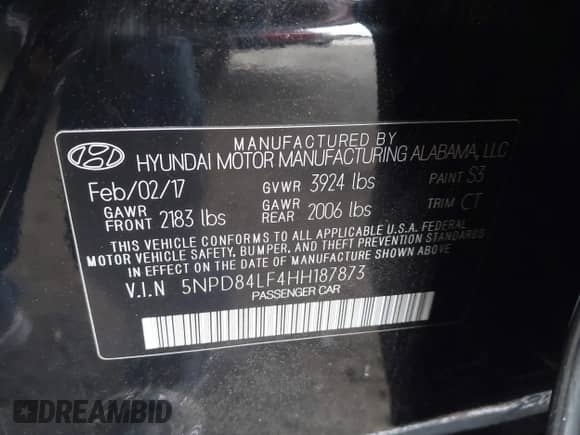 MANUFACTURED BY
HYUNDAI MOTOR MANUFACTURING ALABAMA, LLC
Feb/02/17 GVWR 3924 lbs PAINT S3
GAWR FRONT 2183 lbs GAWR REAR 2006 lbs TRIM CT
THIS VEHICLE CONFORMS TO ALL APPLICABLE U.S.A. FEDERAL
MOTOR VEHICLE SAFETY, BUMPER, AND THEFT PREVENTION STANDARDS
IN EFFECT ON THE DATE OF MANUFACTURE SHOWN ABOVE
V.I.N 5NPD84LF4HH187873
PASSENGER CAR
DREAMBID